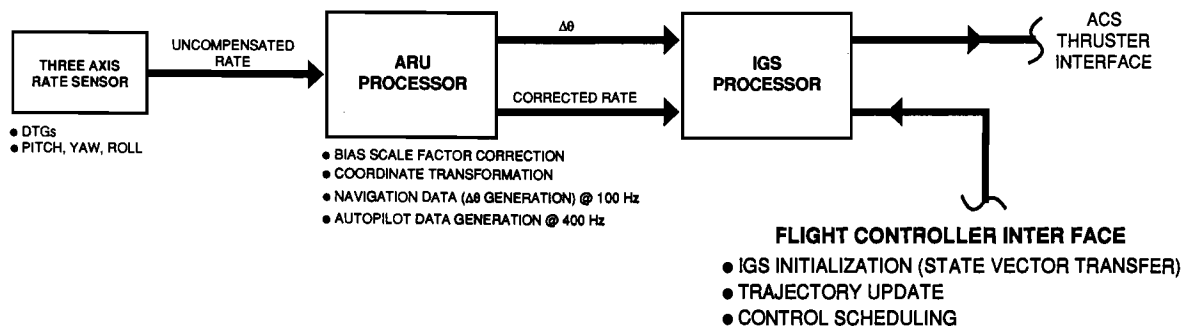 THREE AXIS
RATE SENSOR
● DTGs
● PITCH, YAW, ROLL
UNCOMPENSATED
RATE
ARU
PROCESSOR
● BIAS SCALE FACTOR CORRECTION
● COORDINATE TRANSFORMATION
● NAVIGATION DATA (Δθ GENERATION) @ 100 Hz
● AUTOPILOT DATA GENERATION @ 400 Hz
Δθ
CORRECTED RATE
IGS
PROCESSOR
ACS
THRUSTER
INTERFACE
FLIGHT CONTROLLER INTER FACE
● IGS INITIALIZATION (STATE VECTOR TRANSFER)
● TRAJECTORY UPDATE
● CONTROL SCHEDULING